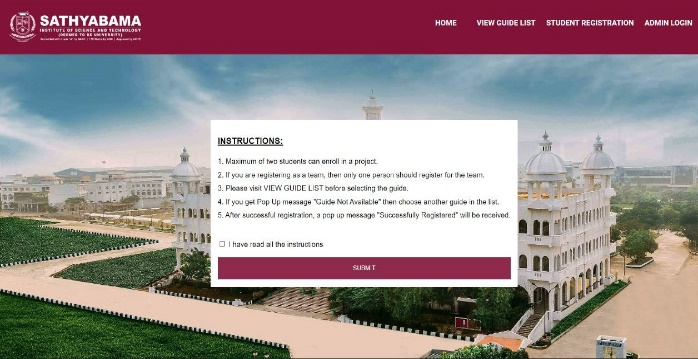 SATHYABAMA
INSTITUTE OF SCIENCE AND TECHNOLOGY
(DEEMED TO BE UNIVERSITY)
HOME VIEW GUIDE LIST STUDENT REGISTRATION ADMIN LOGIN
INSTRUCTIONS:
1. Maximum of two students can enroll in a project.
2. If you are registering as a team, then only one person should register for the team.
3. Please visit VIEW GUIDE LIST before selecting the guide.
4. If you get Pop Up message "Guide Not Available" then choose another guide in the list.
5. After successful registration, a pop up message "Successfully Registered" will be received.
I have read all the instructions
SUBMIT